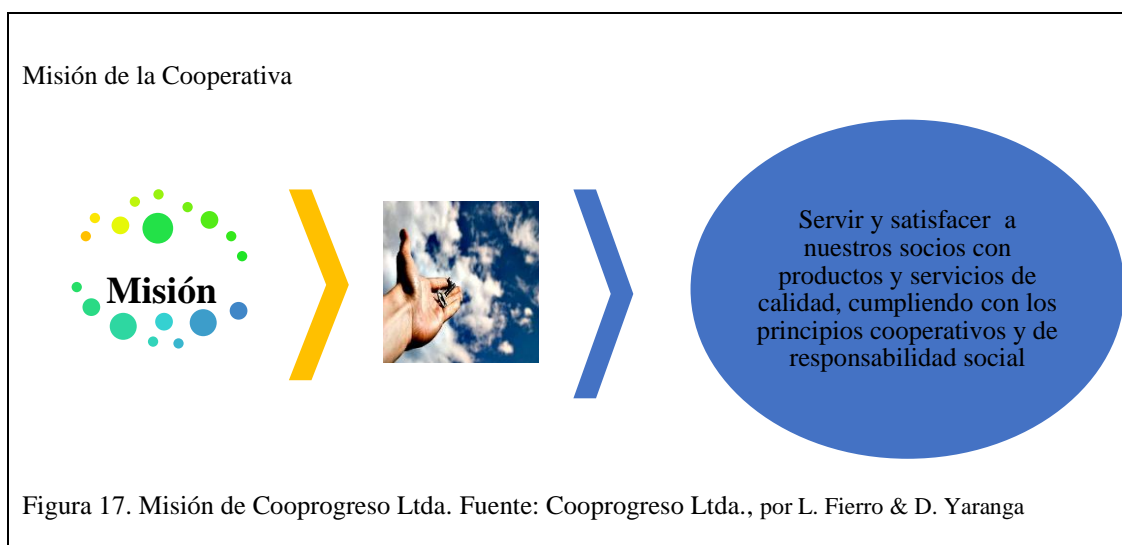 Misión de la Cooperativa
Misión
Servir y satisfacer a
nuestros socios con
productos y servicios de
calidad, cumpliendo con los
principios cooperativos y de
responsabilidad social
Figura 17. Misión de Cooprogreso Ltda. Fuente: Cooprogreso Ltda., por L. Fierro & D. Yaranga